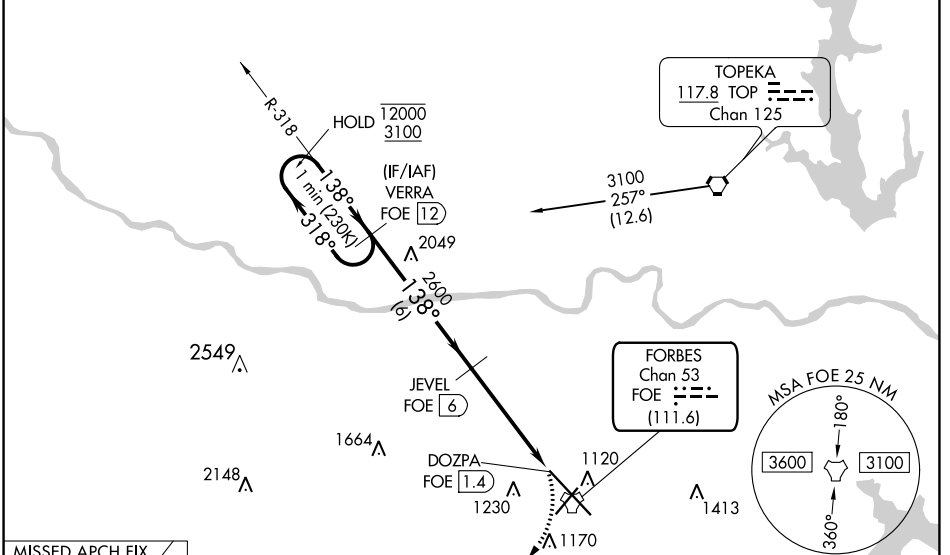 TOPEKA
117.8 TOP
Chan 125
R-318
HOLD 12000
3100
138°
1 min (230K)
318°
(IF/IAF)
VERRA
FOE 12
3100
257°
(12.6)
2049
2600
138°
(6)
2549
JEVEL
FOE 6
FORBES
Chan 53
FOE
(111.6)
MSA FOE 25 NM
180°
3600
3100
360°
1664
2148
DOZPA
FOE 1.4
1120
1230
1413
1170
MISSED APCH FIX